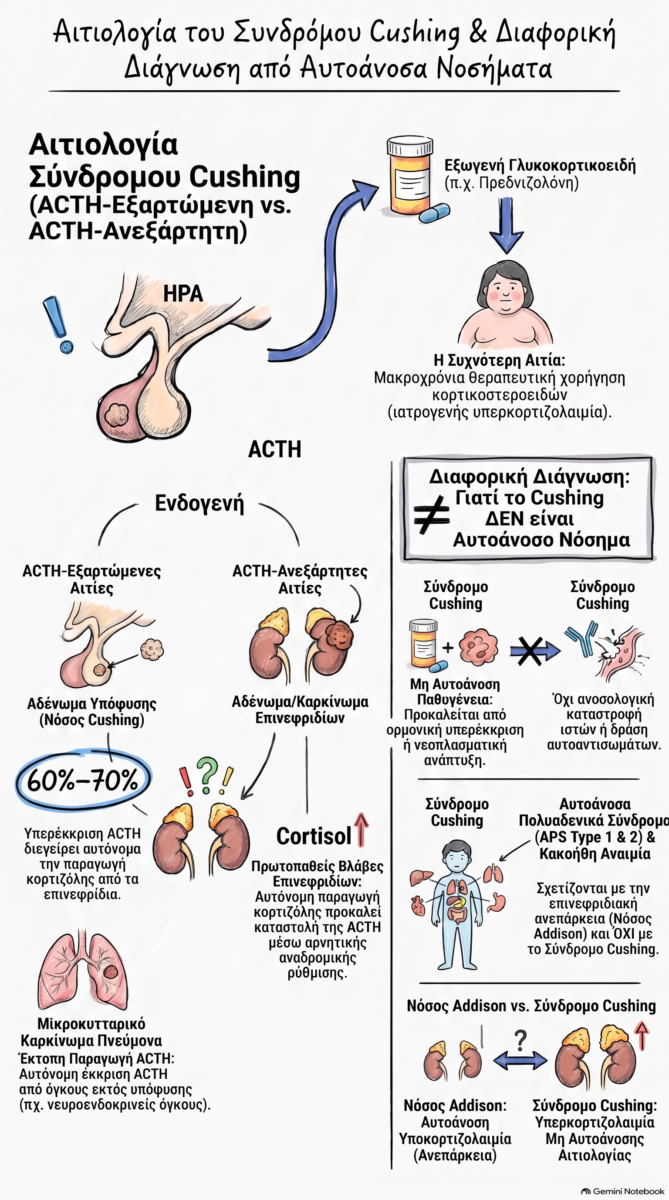 Αιτιολογία του Συνδρόμου Cushing & Διαφορική
Διάγνωση από Αυτοάνοσα Νοσήματα
Αιτιολογία
Σύνδρομου Cushing
(ACTH-Εξαρτώμενη vs.
ACTH-Ανεξάρτητη)
Εξωγενή Γλυκοκορτικοειδή
(π.χ. Πρεδνιζολόνη)
HPA
Η Συχνότερη Αιτία:
Μακροχρόνια θεραπευτική χορήγηση
κορτικοστεροειδών
(ιατρογενής υπερκορτιζολαιμία).
ACTH
Ενδογενή
ACTH-Εξαρτώμενες
Αιτίες
ACTH-Ανεξάρτητες
Αιτίες
Αδένωμα Υπόφυσης
(Νόσος Cushing)
Αδένωμα/Καρκίνωμα
Επινεφριδίων
60%–70%
!?!
Υπερέκκριση ACTH
διεγείρει αυτόνομα
την παραγωγή
κορτιζόλης από τα
επινεφρίδια.
Cortisol
Πρωτοπαθείς Βλάβες
Επινεφριδίων:
Αυτόνομη παραγωγή
κορτιζόλης προκαλεί
καταστολή της ACTH
μέσω αρνητικής
αναδρομικής
ρύθμισης.
Μικροκυτταρικό
Καρκίνωμα Πνεύμονα
Έκτοπη Παραγωγή ACTH:
Αυτόνομη έκκριση ACTH
από όγκους εκτός υπόφυσης
(πχ. νευροενδοκρινείς όγκους).
Διαφορική Διάγνωση:
≠ Γιατί το Cushing
ΔΕΝ είναι
Αυτοάνοσο Νόσημα
Σύνδρομο
Cushing
+
Μη Αυτοάνοση
Παθυγένεια:
Προκαλείται από
ορμονική υπερέκκριση
ή νεοπλασματική
ανάπτυξη.
Σύνδρομο
Cushing
Όχι ανοσολογική
καταστροφή
ιστών ή δράση
αυτοαντισωμάτων.
Σύνδρομο
Cushing
Αυτοάνοσα
Πολυαδενικά Σύνδρομο
(APS Type 1 & 2) &
Κακοήθη Αναιμία
Σχετίζονται με την
επινεφριδιακή
ανεπάρκεια (Νόσος
Addison) και ΌΧΙ με
το Σύνδρομο Cushing.
Νόσος Addison vs. Σύνδρομο Cushing
?
Νόσος Addison:
Αυτοάνοση
Υποκορτιζολαιμία
(Ανεπάρκεια)
Σύνδρομο Cushing:
Υπερκορτιζολαιμία
Μη Αυτοάνοσης
Αιτιολογίας
Gemini Notebook